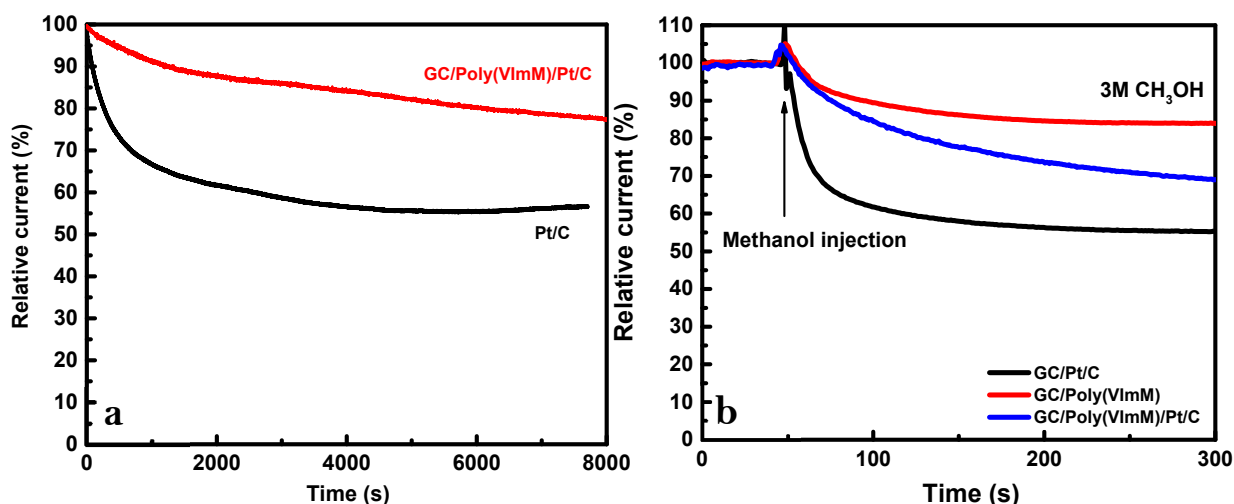 100
90
80
70
60
50
40
30
20
10
0
Relative current (%)
GC/Poly(VImM)/Pt/C
Pt/C
a
0
2000
4000
6000
8000
Time (s)
110
100
90
80
70
60
50
40
30
20
10
0
Relative current (%)
3M CH₃OH
Methanol injection
GC/Pt/C
GC/Poly(VImM)
GC/Poly(VImM)/Pt/C
b
0
100
200
300
Time (s)